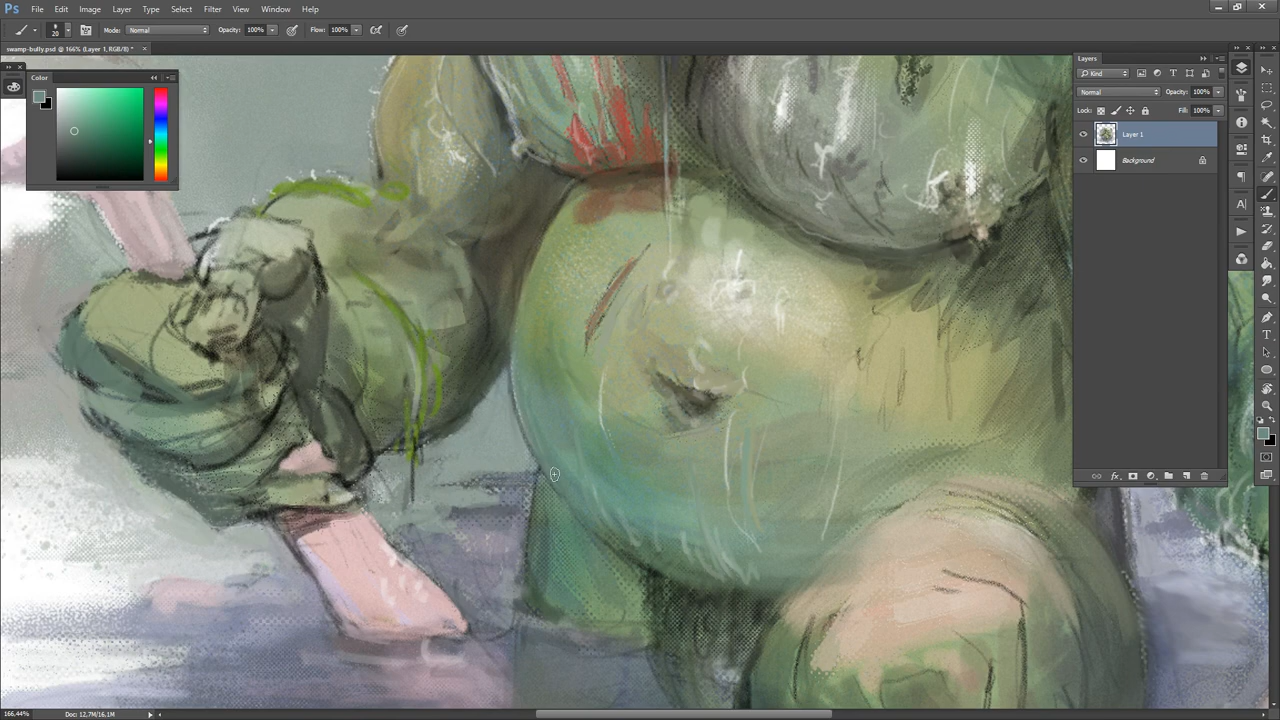 Ps File Edit Image Layer Type Select Filter View Window Help
20 Mode: Normal Opacity: 100% Flow: 100%
swamp-bully.psd @ 166% (Layer 1, RGB/8) * ×
Color
Layers
Kind
Normal Opacity: 100%
Lock: Fill: 100%
Layer 1
Background
fx
166.44% Doc: 12,7M/16,1M